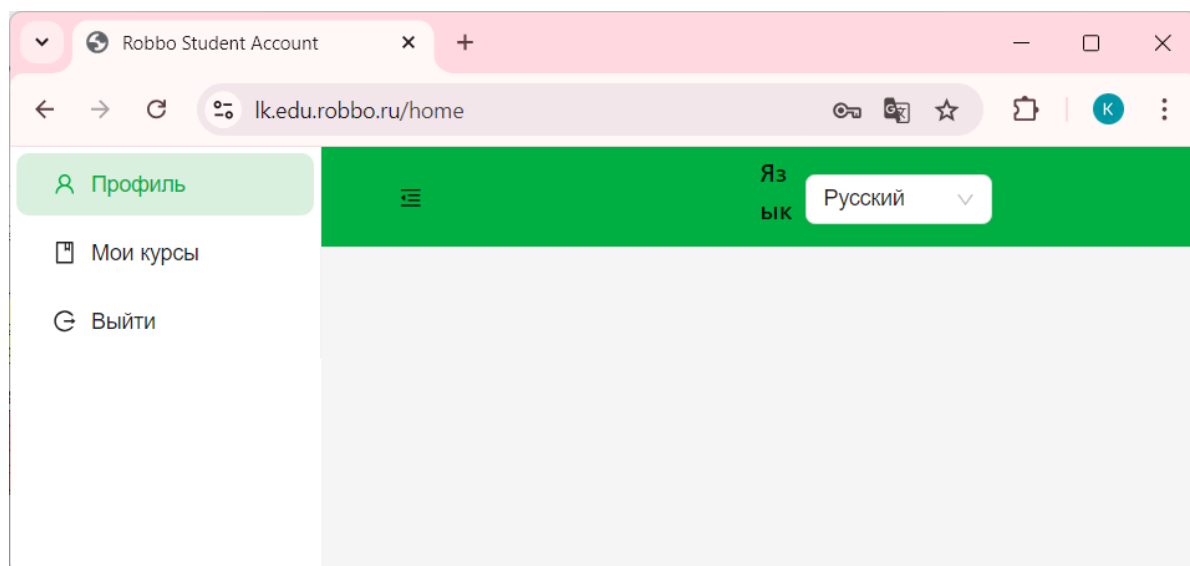 Robbo Student Account
lk.edu.robbo.ru/home
K
Профиль
Мои курсы
Выйти
Яз
ык
Русский